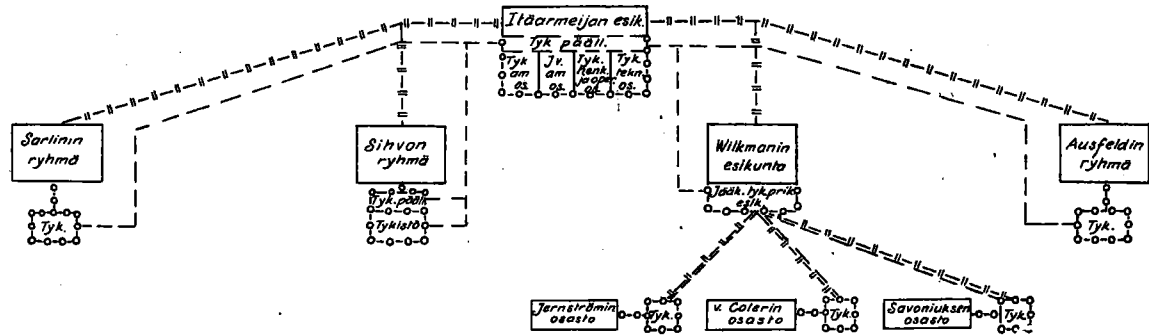 Itäarmeijan esik.
Tyk pääll.
Tyk am os.
Jv. am os.
Tyk. henk. ja oper. os.
Tyk. tekn. os.
Sarlinin
ryhmä
Tyk.
Sihvon
ryhmä
Tyk. pääll.
Tykistö
Wilkmanin
esikunta
Jääk. tyk. prik.
esik.
Ausfeldin
ryhmä
Tyk.
Jernströmin
osasto
Tyk.
v. Colerin
osasto
Tyk.
Savoniuksen
osasto
Tyk.